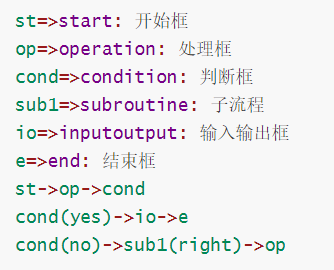 st=>start: 开始框
op=>operation: 处理框
cond=>condition: 判断框
sub1=>subroutine: 子流程
io=>inputoutput: 输入输出框
e=>end: 结束框
st->op->cond
cond(yes)->io->e
cond(no)->sub1(right)->op